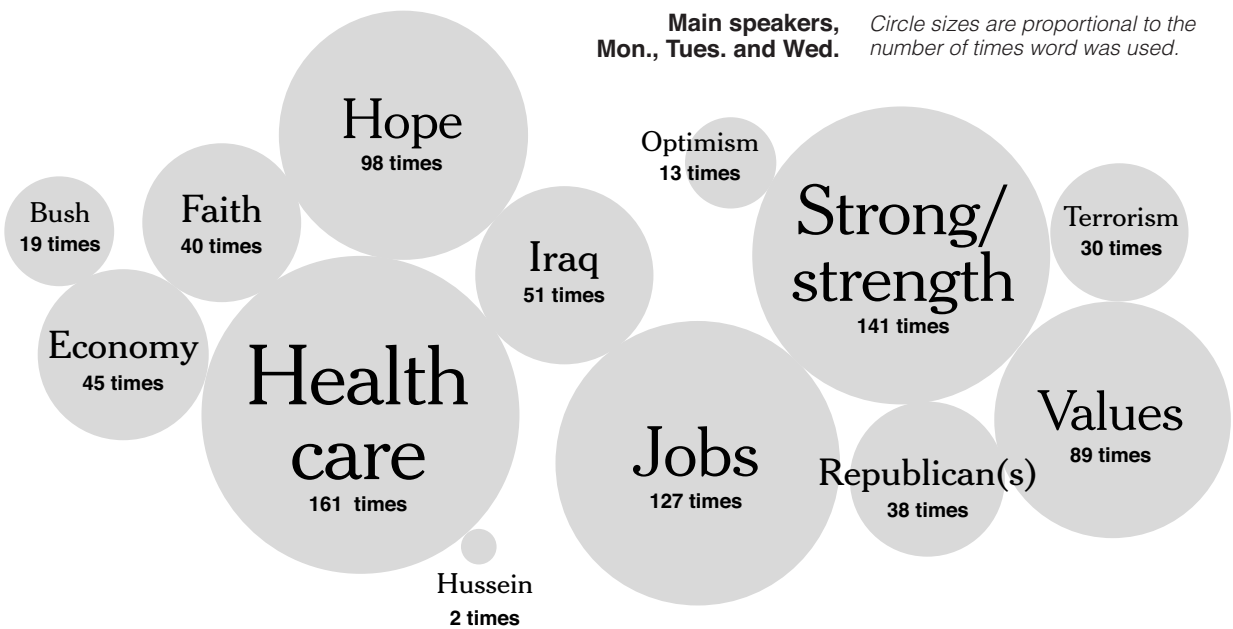 Main speakers,
Mon., Tues. and Wed.
Circle sizes are proportional to the
number of times word was used.
Hope
98 times
Optimism
13 times
Strong/
strength
141 times
Bush
19 times
Faith
40 times
Iraq
51 times
Terrorism
30 times
Economy
45 times
Health
care
161 times
Jobs
127 times
Republican(s)
38 times
Values
89 times
Hussein
2 times